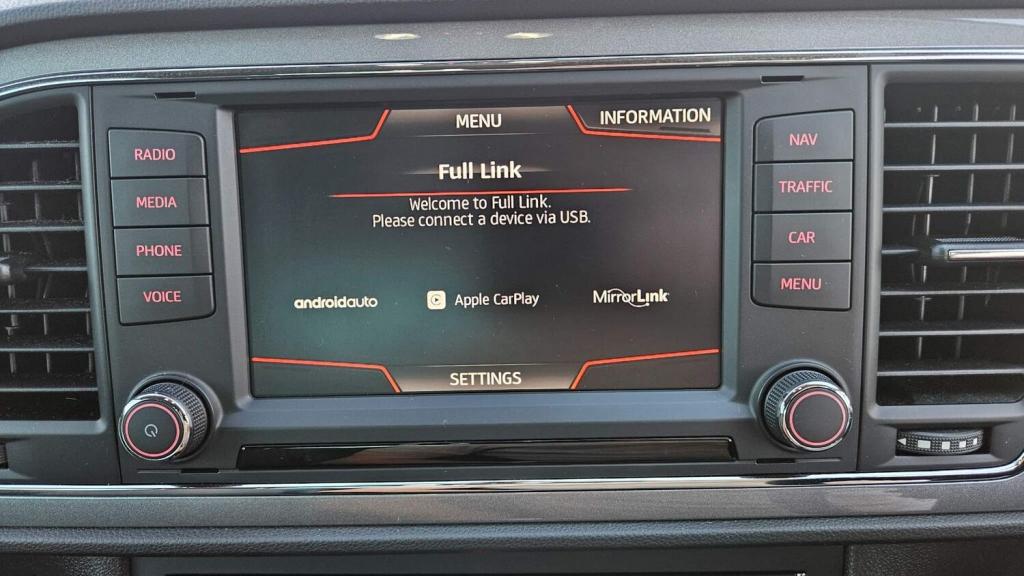 MENU
INFORMATION
Full Link
Welcome to Full Link.
Please connect a device via USB.
androidauto
Apple CarPlay
MirrorLink
SETTINGS
RADIO
MEDIA
PHONE
VOICE
NAV
TRAFFIC
CAR
MENU